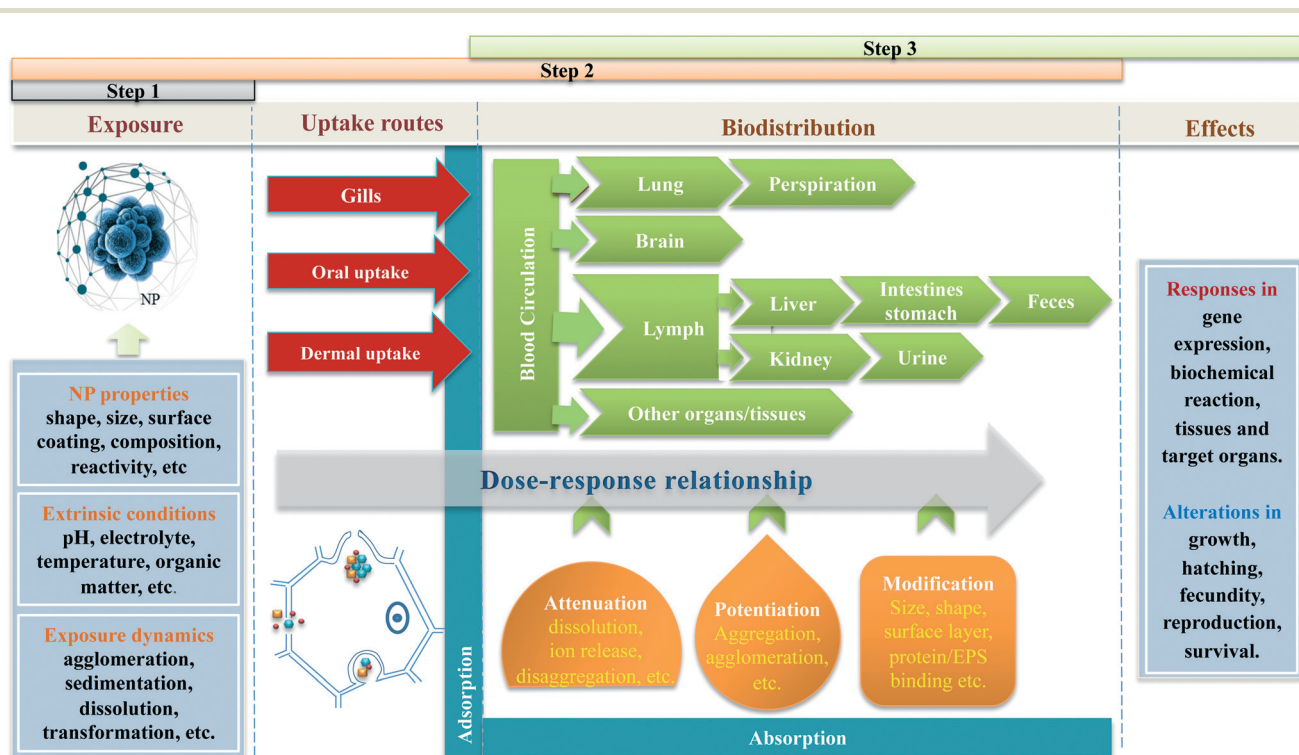 Step 3
Step 2
Step 1
Exposure
Uptake routes
Biodistribution
Effects
NP
NP properties
shape, size, surface
coating, composition,
reactivity, etc
Extrinsic conditions
pH, electrolyte,
temperature, organic
matter, etc.
Exposure dynamics
agglomeration,
sedimentation,
dissolution,
transformation, etc.
Gills
Oral uptake
Dermal uptake
Adsorption
Blood Circulation
Lung
Perspiration
Brain
Lymph
Liver
Intestines
stomach
Feces
Kidney
Urine
Other organs/tissues
Dose-response relationship
Attenuation
dissolution,
ion release,
disaggregation, etc.
Potentiation
Aggregation,
agglomeration,
etc.
Modification
Size, shape,
surface layer,
protein/EPS
binding etc.
Absorption
Responses in
gene
expression,
biochemical
reaction,
tissues and
target organs.
Alterations in
growth,
hatching,
fecundity,
reproduction,
survival.